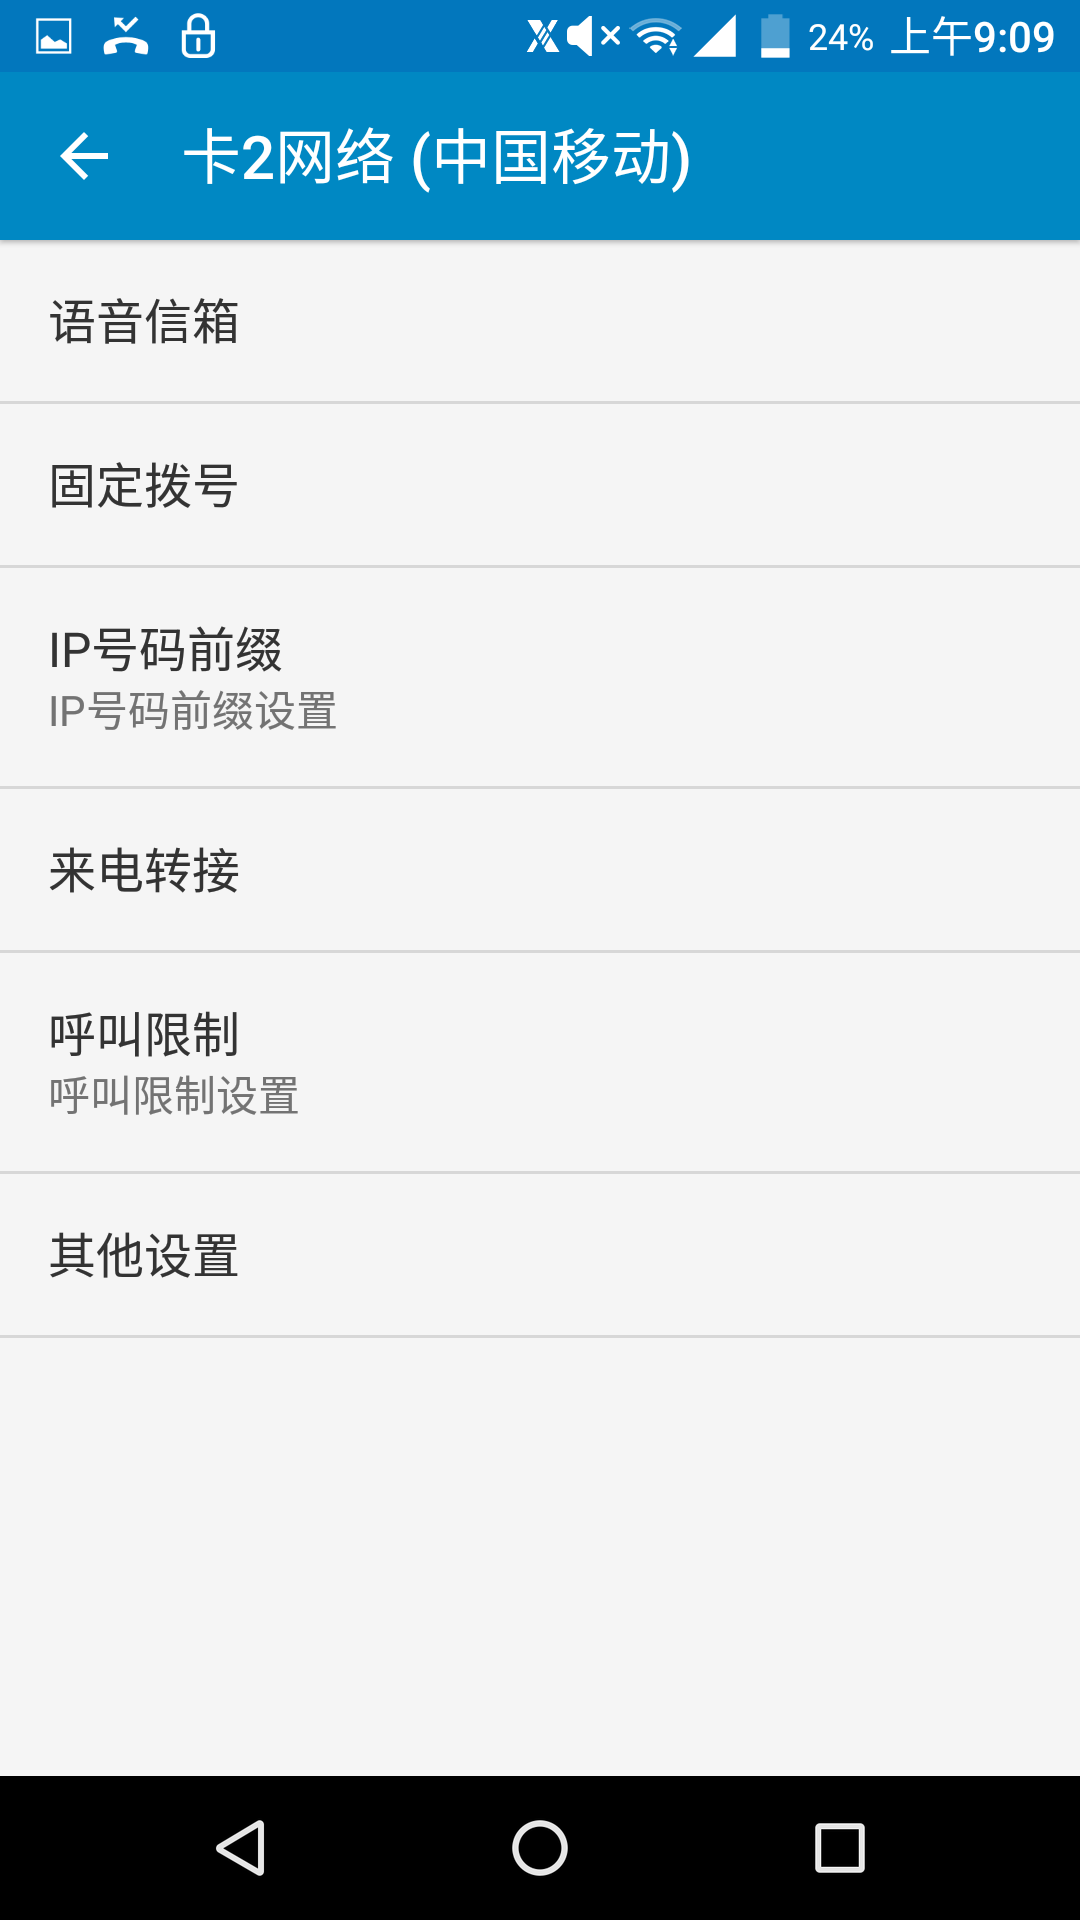 24% 上午9:09
卡2网络 (中国移动)
语音信箱
固定拨号
IP号码前缀
IP号码前缀设置
来电转接
呼叫限制
呼叫限制设置
其他设置